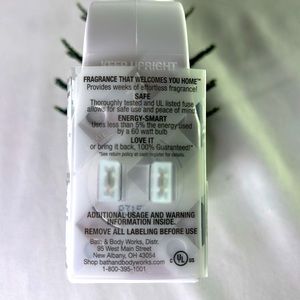 KEEP UPRIGHT
FRAGRANCE THAT WELCOMES YOU HOME™
Provides weeks of effortless fragrance!
SAFE
Thoroughly tested and UL listed fuse
allows for safe use and peace of mind
ENERGY-SMART
Uses less than 5% the energy used
by a 60 watt bulb
LOVE IT
or bring it back, 100% Guaranteed!*
*See return policy at cash register for details.
ADDITIONAL USAGE AND WARNING
INFORMATION INSIDE.
REMOVE ALL LABELING BEFORE USE
Bath & Body Works, Distr.
95 West Main Street
New Albany, OH 43054
Shop bathandbodyworks.com
1-800-395-1001
c UL US